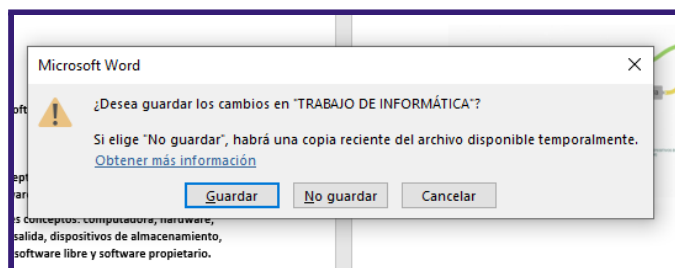 Microsoft Word
¿Desea guardar los cambios en "TRABAJO DE INFORMÁTICA"?
Si elige "No guardar", habrá una copia reciente del archivo disponible temporalmente.
Obtener más información
Guardar No guardar Cancelar
conceptos: computadora, hardware,
salida, dispositivos de almacenamiento,
software libre y software propietario.